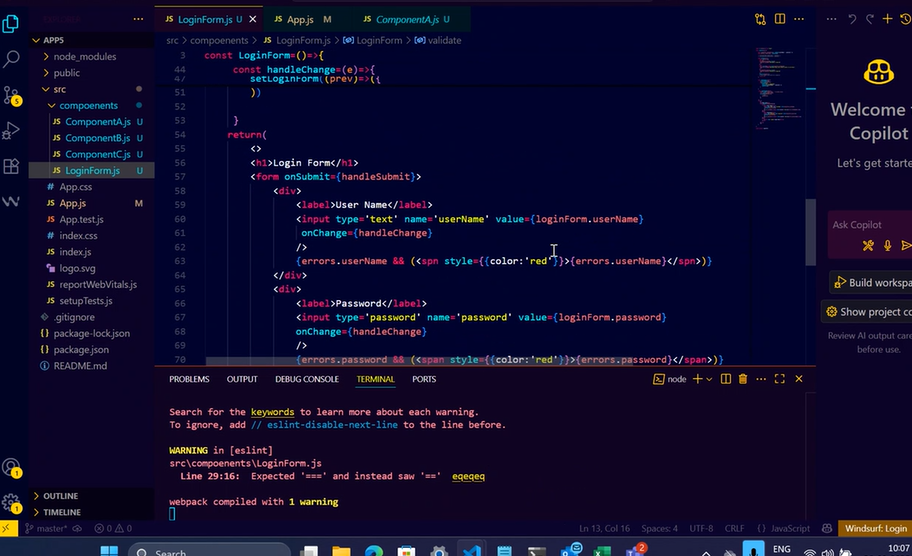 LoginForm.js U
App.js M
ComponentA.js U
src > compoenents > JS LoginForm.js > LoginForm > validate
APP5
node_modules
public
src
compoenents
JS ComponentA.js U
JS ComponentB.js U
JS ComponentC.js U
JS LoginForm.js U
# App.css
JS App.js M
JS App.test.js
# index.css
JS index.js
logo.svg
JS reportWebVitals.js
JS setupTests.js
.gitignore
{} package-lock.json
{} package.json
README.md
OUTLINE
TIMELINE
3 const LoginForm=()=>{
44 const handleChange=(e)=>{
47 setLoginForm((prev)=>({
51 }))
52
53 }
54 return(
55 <>
56 <h1>Login Form</h1>
57 <form onSubmit={handleSubmit}>
58 <div>
59 <label>User Name</label>
60 <input type='text' name='userName' value={loginForm.userName}
61 onChange={handleChange}
62 />
63 {errors.userName && (<spn style={{color:'red'}}>{errors.userName}</spn>)}
64 </div>
65 <div>
66 <label>Password</label>
67 <input type='password' name='password' value={loginForm.password}
68 onChange={handleChange}
69 />
70 {errors.password && (<span style={{color:'red'}}>{errors.password}</span>)}
PROBLEMS OUTPUT DEBUG CONSOLE TERMINAL PORTS
node
Search for the keywords to learn more about each warning.
To ignore, add // eslint-disable-next-line to the line before.
WARNING in [eslint]
src\compoenents\LoginForm.js
Line 29:16: Expected '===' and instead saw '==' eqeqeq
webpack compiled with 1 warning
Welcome
Copilot
Let's get starte
Ask Copilot
Build workspa
Show project co
Review AI output care
before use.
5
1
1
master*
0 0
Ln 13, Col 16
Spaces: 4
UTF-8
CRLF
{} JavaScript
Windsurf: Login
Search
2
ENG
10:07